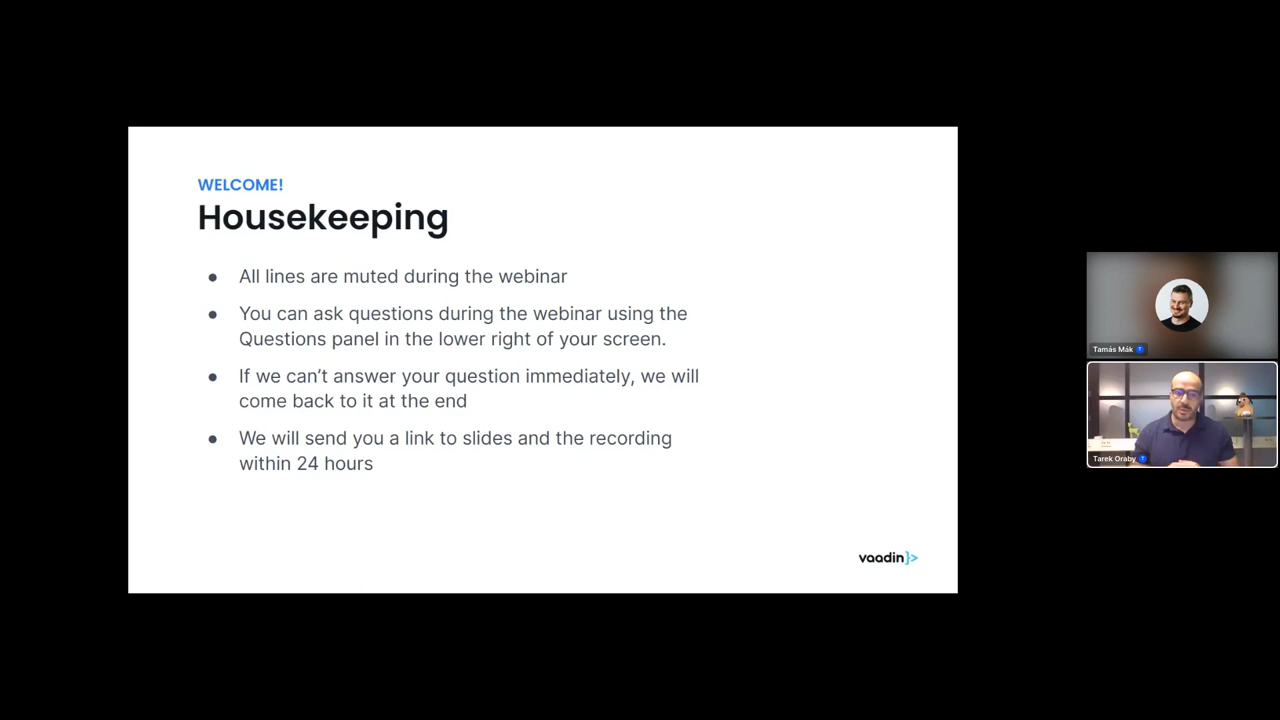 WELCOME!
Housekeeping
● All lines are muted during the webinar
● You can ask questions during the webinar using the
Questions panel in the lower right of your screen.
● If we can’t answer your question immediately, we will
come back to it at the end
● We will send you a link to slides and the recording
within 24 hours
vaadin}>
Tamás Mák
Tarek Oraby